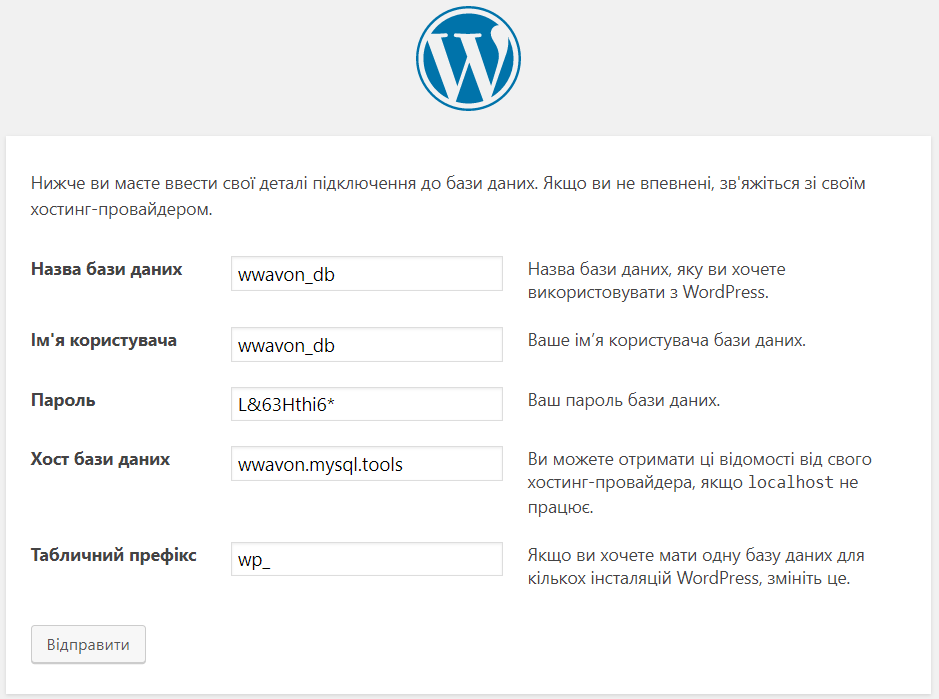 Нижче ви маєте ввести свої деталі підключення до бази даних. Якщо ви не впевнені, зв'яжіться зі своїм
хостинг-провайдером.
Назва бази даних
wwavon_db
Назва бази даних, яку ви хочете
використовувати з WordPress.
Ім'я користувача
wwavon_db
Ваше ім’я користувача бази даних.
Пароль
L&63Hthi6*
Ваш пароль бази даних.
Хост бази даних
wwavon.mysql.tools
Ви можете отримати ці відомості від свого
хостинг-провайдера, якщо localhost не
працює.
Табличний префікс
wp_
Якщо ви хочете мати одну базу даних для
кількох інсталяцій WordPress, змініть це.
Відправити